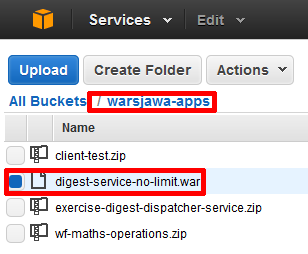 Services Edit
Upload Create Folder Actions
All Buckets / warsjawa-apps
Name
client-test.zip
digest-service-no-limit.war
exercise-digest-dispatcher-service.zip
wf-maths-operations.zip